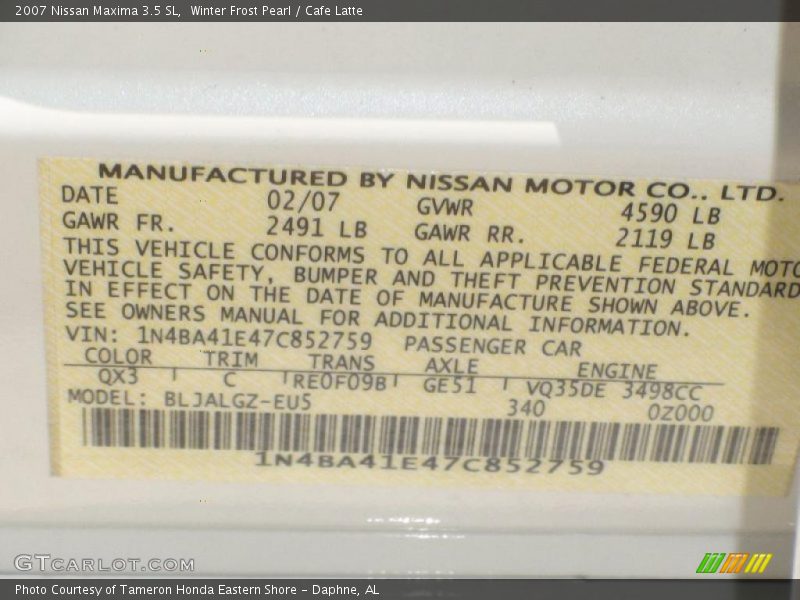 2007 Nissan Maxima 3.5 SL,  Winter Frost Pearl / Cafe Latte
MANUFACTURED BY NISSAN MOTOR CO., LTD.
DATE 02/07 GVWR 4590 LB
GAWR FR. 2491 LB GAWR RR. 2119 LB
THIS VEHICLE CONFORMS TO ALL APPLICABLE FEDERAL MOTO
VEHICLE SAFETY, BUMPER AND THEFT PREVENTION STANDARD
IN EFFECT ON THE DATE OF MANUFACTURE SHOWN ABOVE.
SEE OWNERS MANUAL FOR ADDITIONAL INFORMATION.
VIN: 1N4BA41E47C852759 PASSENGER CAR
COLOR TRIM TRANS AXLE ENGINE
QX3 C RE0F09B GE51 VQ35DE 3498CC
MODEL: BLJALGZ-EU5 340 0Z000
1N4BA41E47C852759
GTCARLOT.COM
Photo Courtesy of Tameron Honda Eastern Shore - Daphne, AL